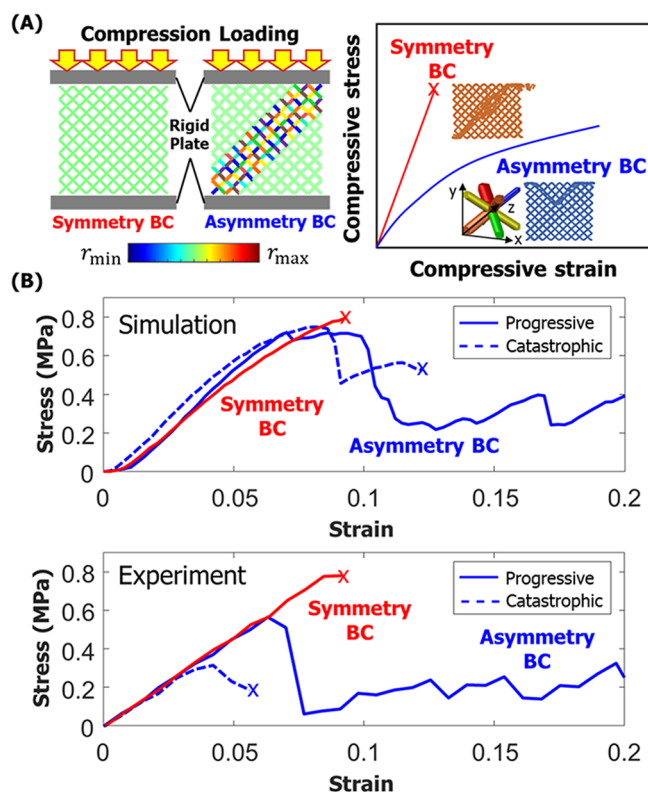 (A)
Compression Loading
Rigid
Plate
Symmetry BC
Asymmetry BC
rmin
rmax
Compressive stress
Symmetry
BC
Asymmetry BC
y
z
x
Compressive strain
(B)
Stress (MPa)
0.8
0.6
0.4
0.2
0
Simulation
Progressive
Catastrophic
Symmetry
BC
Asymmetry BC
0
0.05
0.1
0.15
0.2
Strain
Stress (MPa)
0.8
0.6
0.4
0.2
0
Experiment
Progressive
Catastrophic
Symmetry
BC
Asymmetry
BC
0
0.05
0.1
0.15
0.2
Strain